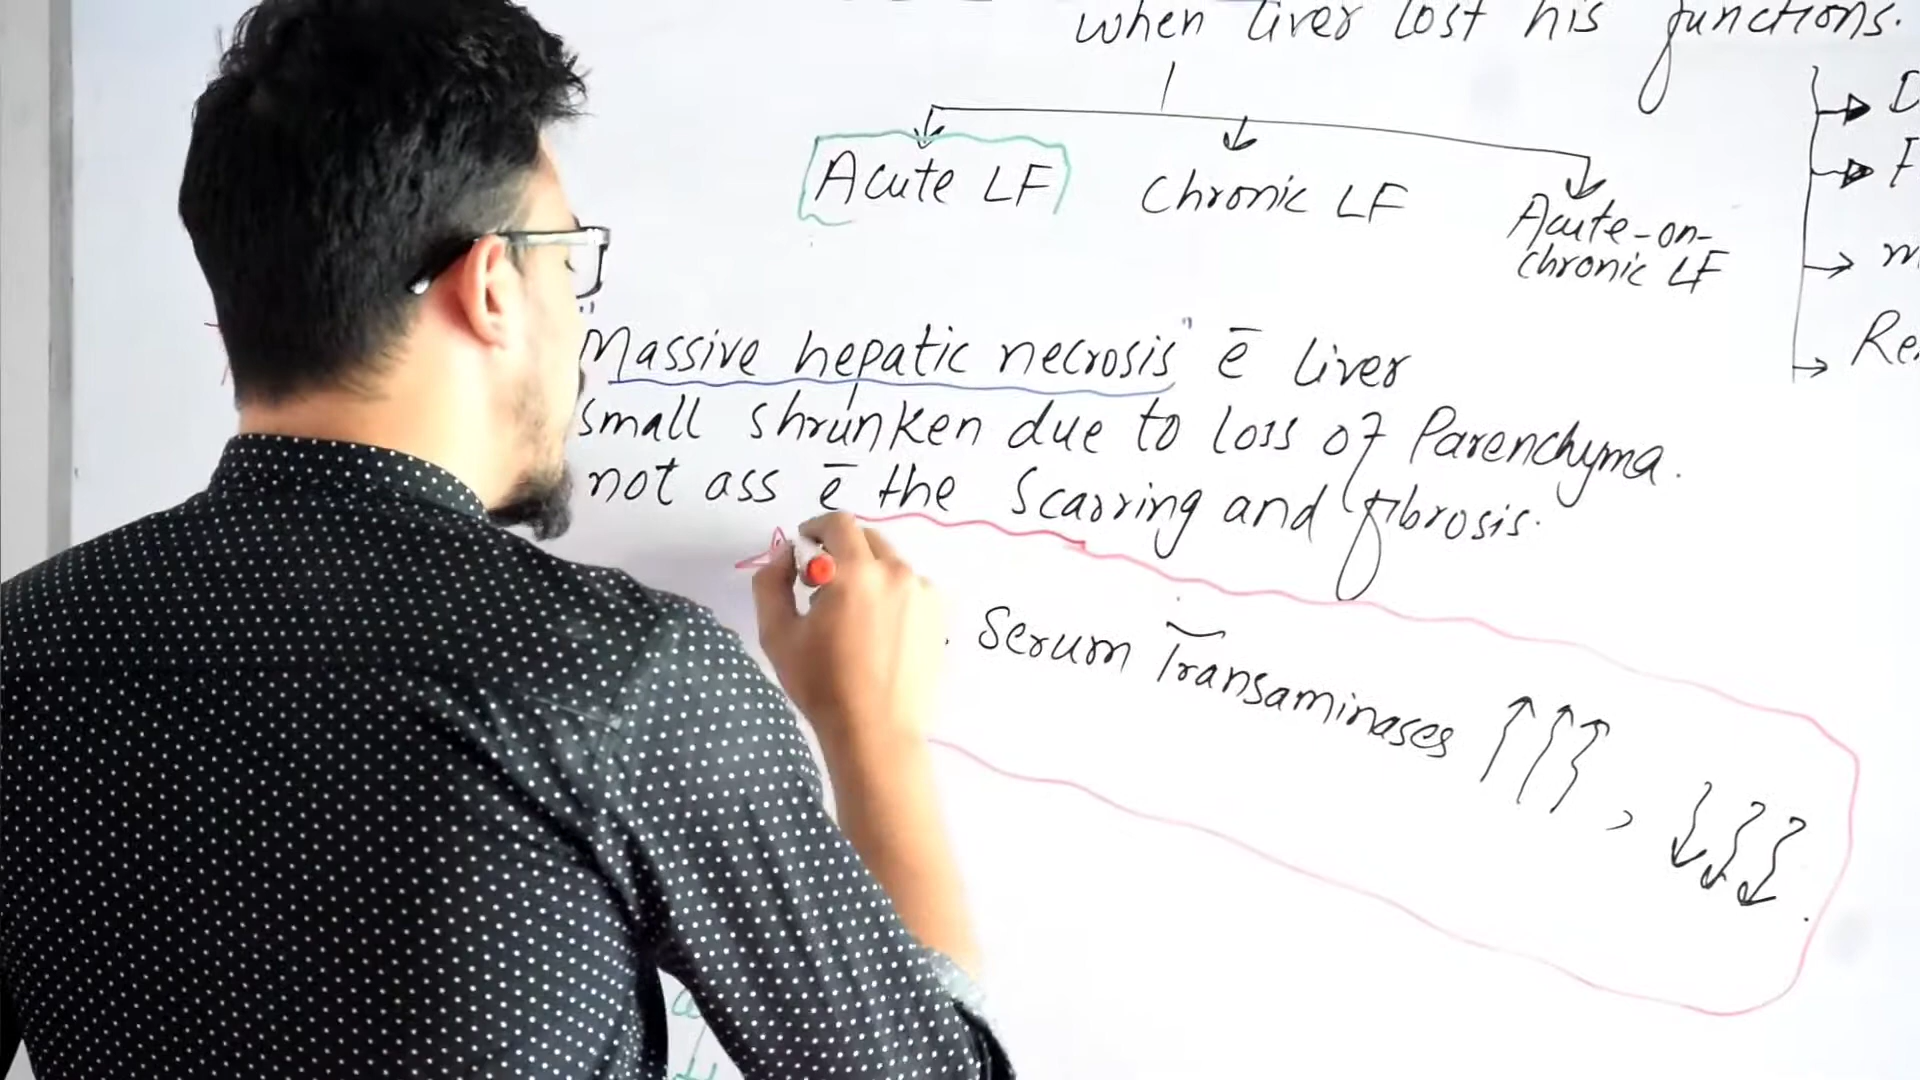 when liver lost his functions.
Acute LF
Chronic LF
Acute-on-
chronic LF
"Massive hepatic necrosis" ē liver
small shrunken due to loss of Parenchyma.
not ass ē the Scarring and fibrosis.
. Serum Transaminases ↑↑↑, ↓↓↓.